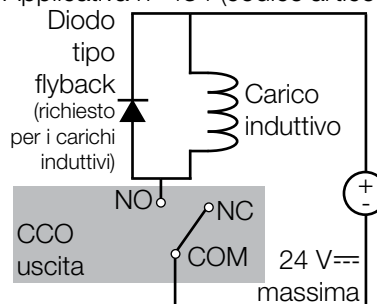 Diodo
tipo
flyback
(richiesto
per i carichi
induttivi)
Carico
induttivo
+
-
NO
NC
CCO
uscita
COM
24 V⎓
massima